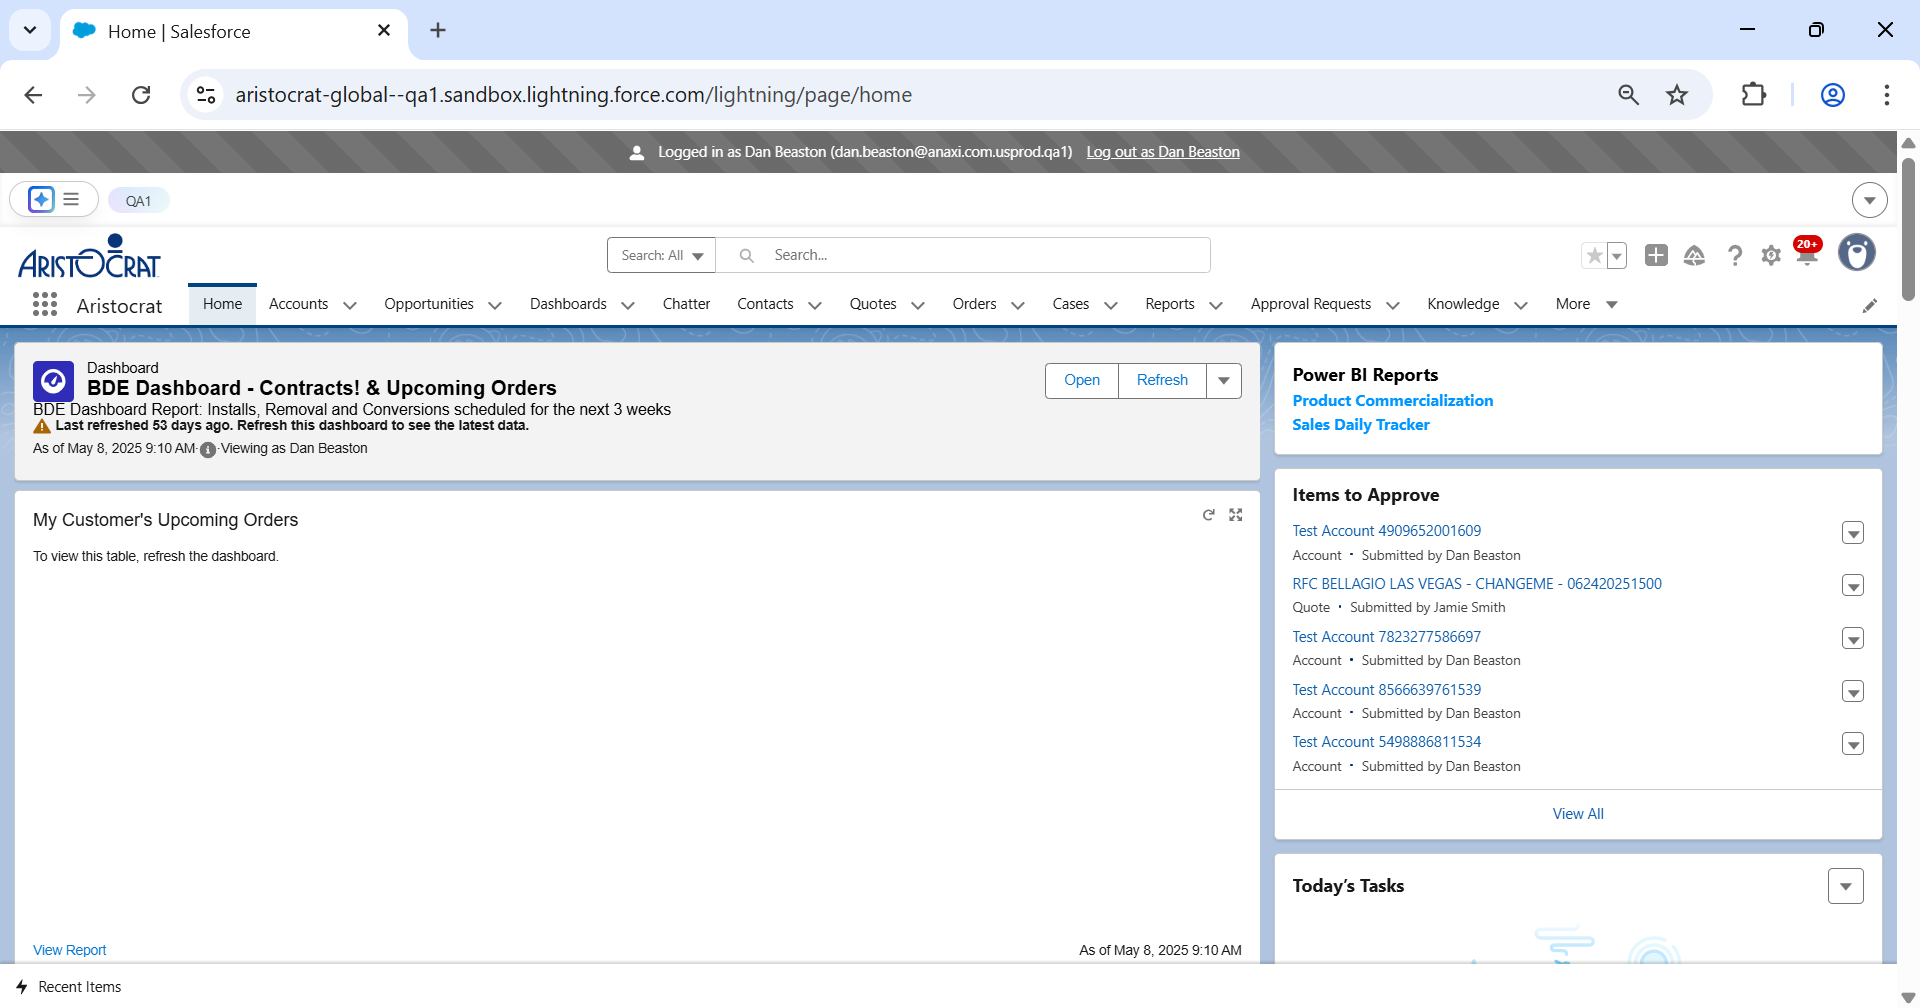 Home | Salesforce
aristocrat-global--qa1.sandbox.lightning.force.com/lightning/page/home
Logged in as Dan Beaston (dan.beaston@anaxi.com.usprod.qa1) Log out as Dan Beaston
QA1
ARISTOCRAT
Search: All
Search...
20+
Aristocrat
Home
Accounts
Opportunities
Dashboards
Chatter
Contacts
Quotes
Orders
Cases
Reports
Approval Requests
Knowledge
More
Dashboard
BDE Dashboard - Contracts! & Upcoming Orders
BDE Dashboard Report: Installs, Removal and Conversions scheduled for the next 3 weeks
Last refreshed 53 days ago. Refresh this dashboard to see the latest data.
As of May 8, 2025 9:10 AM·Viewing as Dan Beaston
Open
Refresh
My Customer's Upcoming Orders
To view this table, refresh the dashboard.
View Report
As of May 8, 2025 9:10 AM
Power BI Reports
Product Commercialization
Sales Daily Tracker
Items to Approve
Test Account 4909652001609
Account • Submitted by Dan Beaston
RFC BELLAGIO LAS VEGAS - CHANGEME - 062420251500
Quote • Submitted by Jamie Smith
Test Account 7823277586697
Account • Submitted by Dan Beaston
Test Account 8566639761539
Account • Submitted by Dan Beaston
Test Account 5498886811534
Account • Submitted by Dan Beaston
View All
Today's Tasks
Recent Items